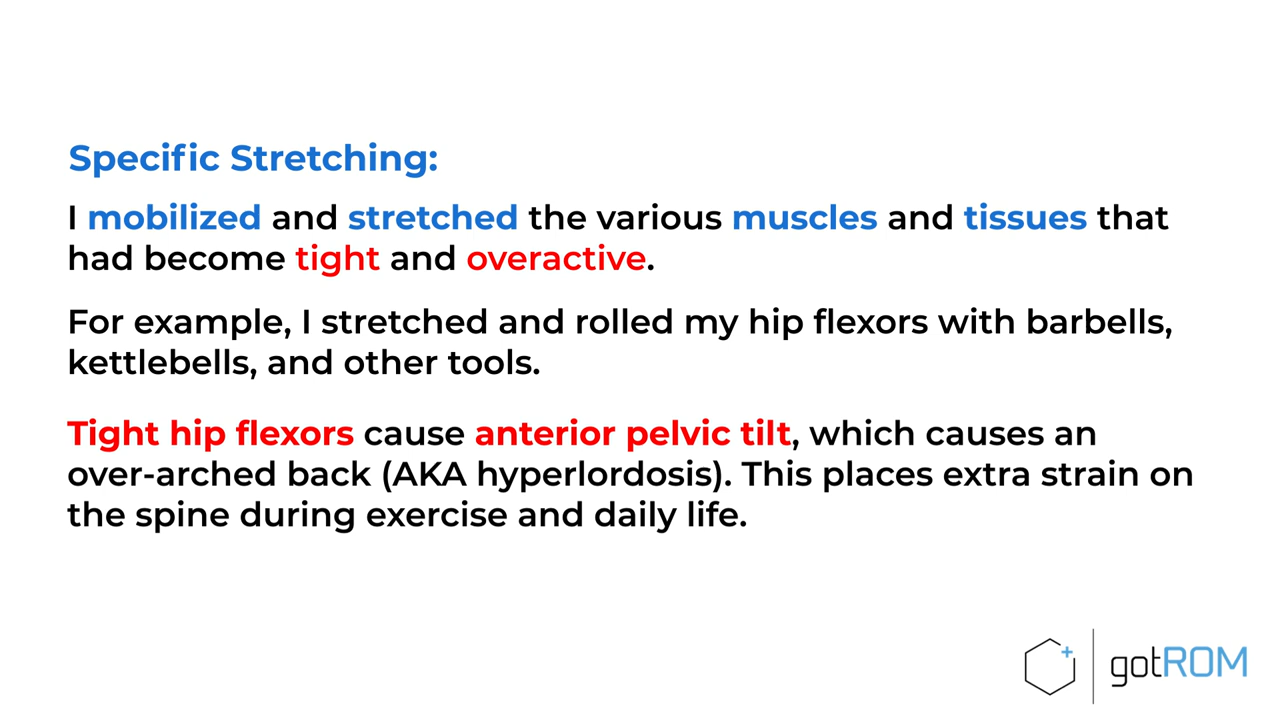 Specific Stretching:
I mobilized and stretched the various muscles and tissues that
had become tight and overactive.
For example, I stretched and rolled my hip flexors with barbells,
kettlebells, and other tools.
Tight hip flexors cause anterior pelvic tilt, which causes an
over-arched back (AKA hyperlordosis). This places extra strain on
the spine during exercise and daily life.
gotROM